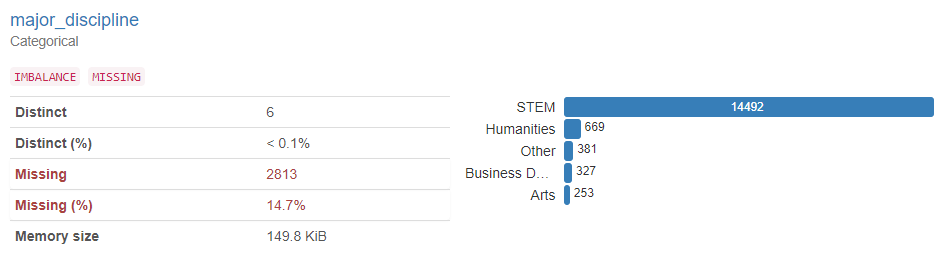 major_discipline
Categorical
IMBALANCE MISSING
Distinct 6
Distinct (%) < 0.1%
Missing 2813
Missing (%) 14.7%
Memory size 149.8 KiB
STEM 14492
Humanities 669
Other 381
Business D... 327
Arts 253